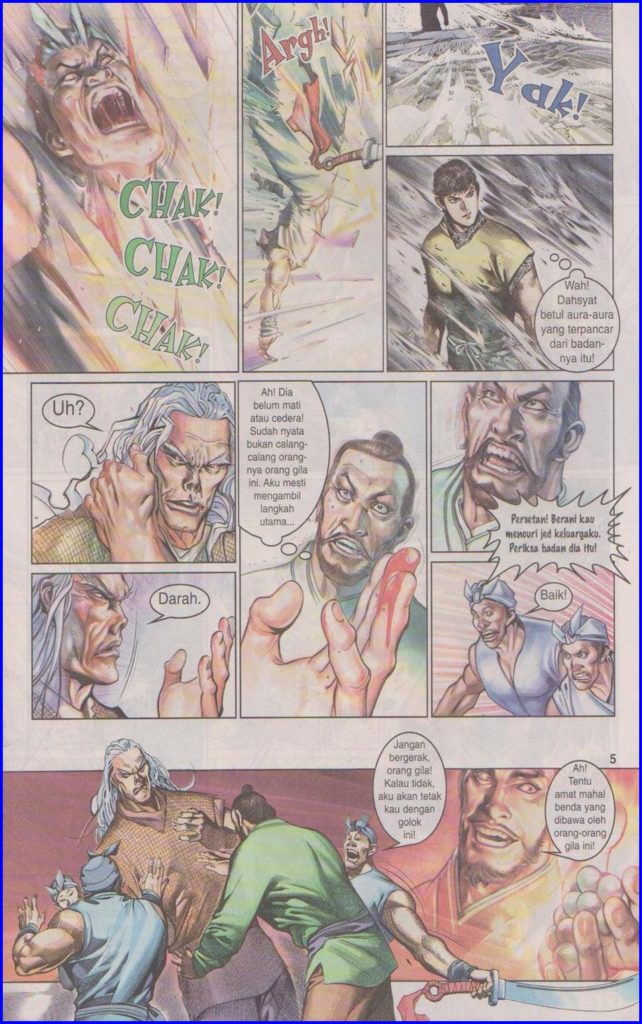 CHAK!
CHAK!
CHAK!
Argh!
Yak!
Wah!
Dahsyat
betul aura-aura
yang terpancar
dari badan-
nya itu!
Uh?
Ah! Dia
belum mati
atau cedera!
Sudah nyata
bukan calang-
calang orang-
nya orang gila
ini. Aku mesti
mengambil
langkah
utama...
Persetan! Berani kau
mencuri jed keluargaku.
Periksa badan dia itu!
Darah.
Baik!
5
Jangan
bergerak,
orang gila!
Kalau tidak,
aku akan tetak
kau dengan
golok
ini!
Ah!
Tentu
amat mahal
benda yang
dibawa oleh
orang-orang
gila ini!